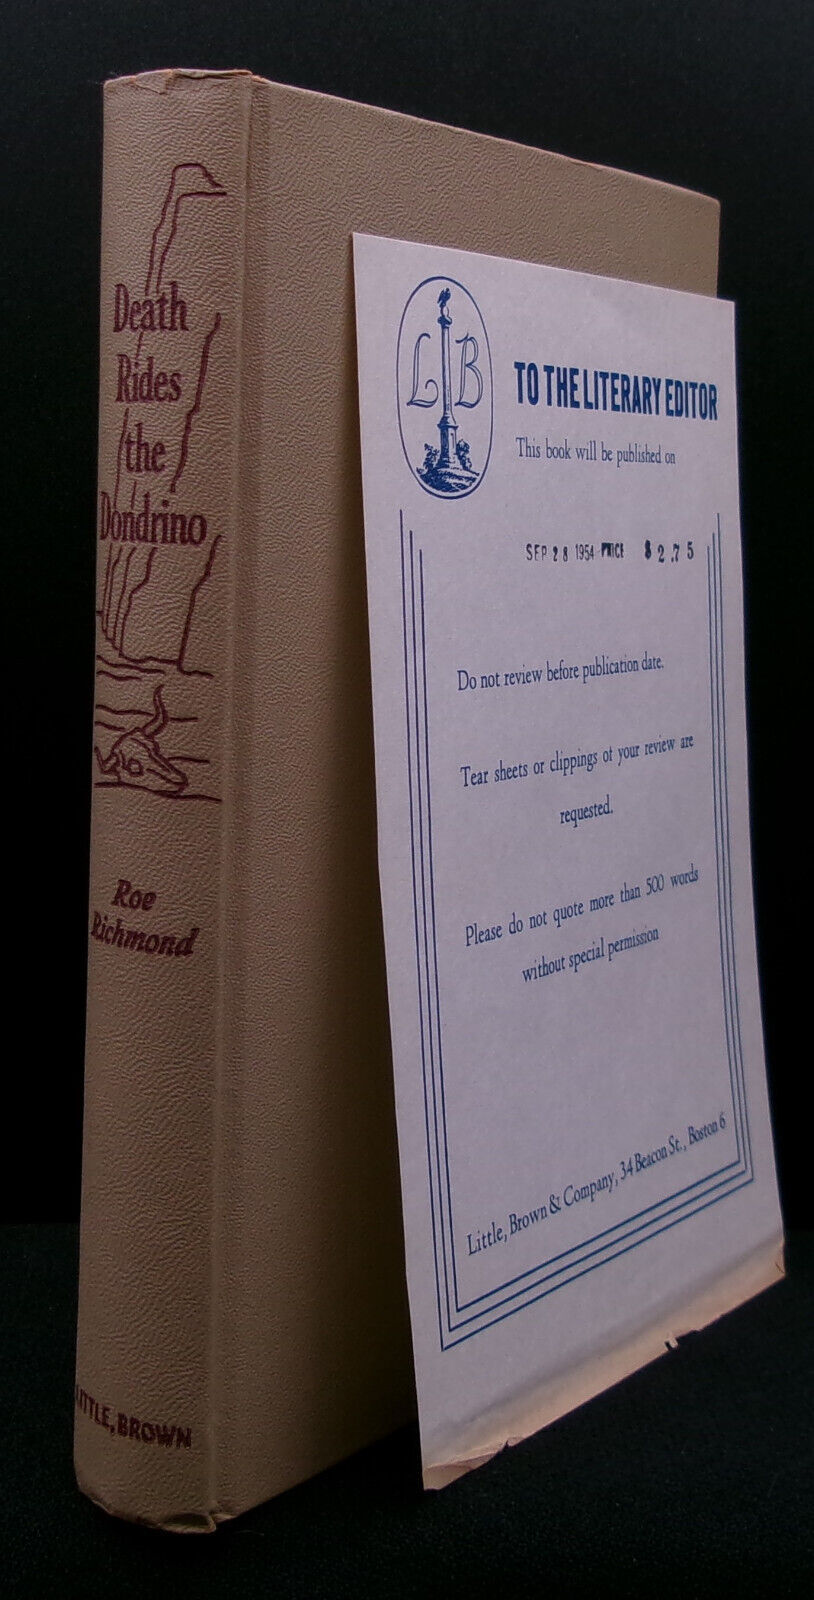 Death
Rides
the
Dondrino
Roe
Richmond
LITTLE, BROWN
L B
TO THE LITERARY EDITOR
This book will be published on
SEP 28 1954 PRICE $2.75
Do not review before publication date.
Tear sheets or clippings of your review are
requested.
Please do not quote more than 500 words
without special permission
Little, Brown & Company, 34 Beacon St., Boston 6